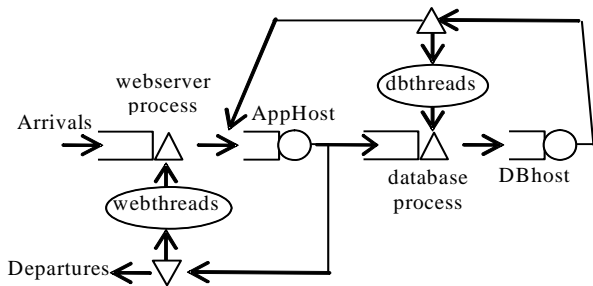 dbthreads
webserver
process
AppHost
Arrivals
database
process
DBhost
webthreads
Departures